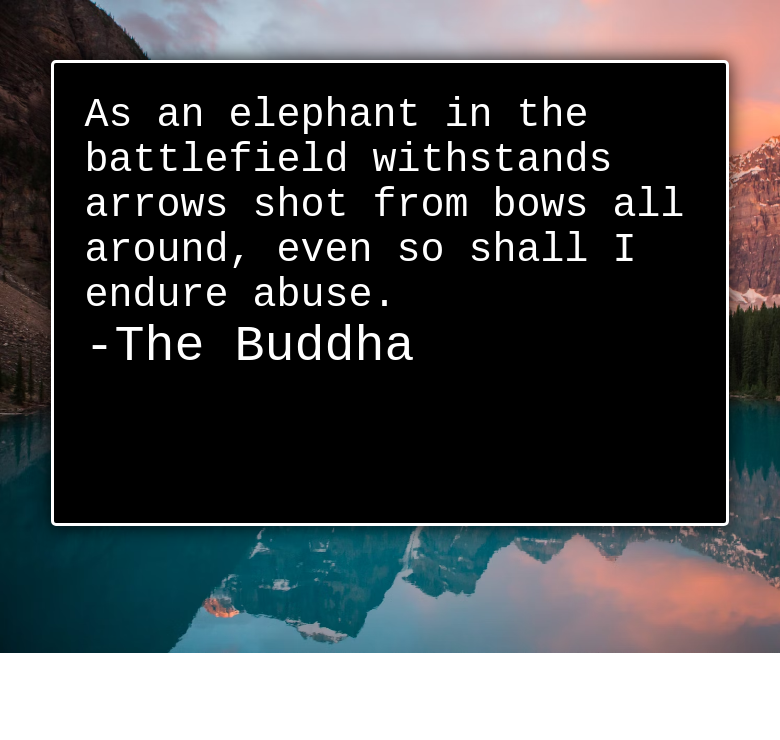 As an elephant in the
battlefield withstands
arrows shot from bows all
around, even so shall I
endure abuse.
-The Buddha